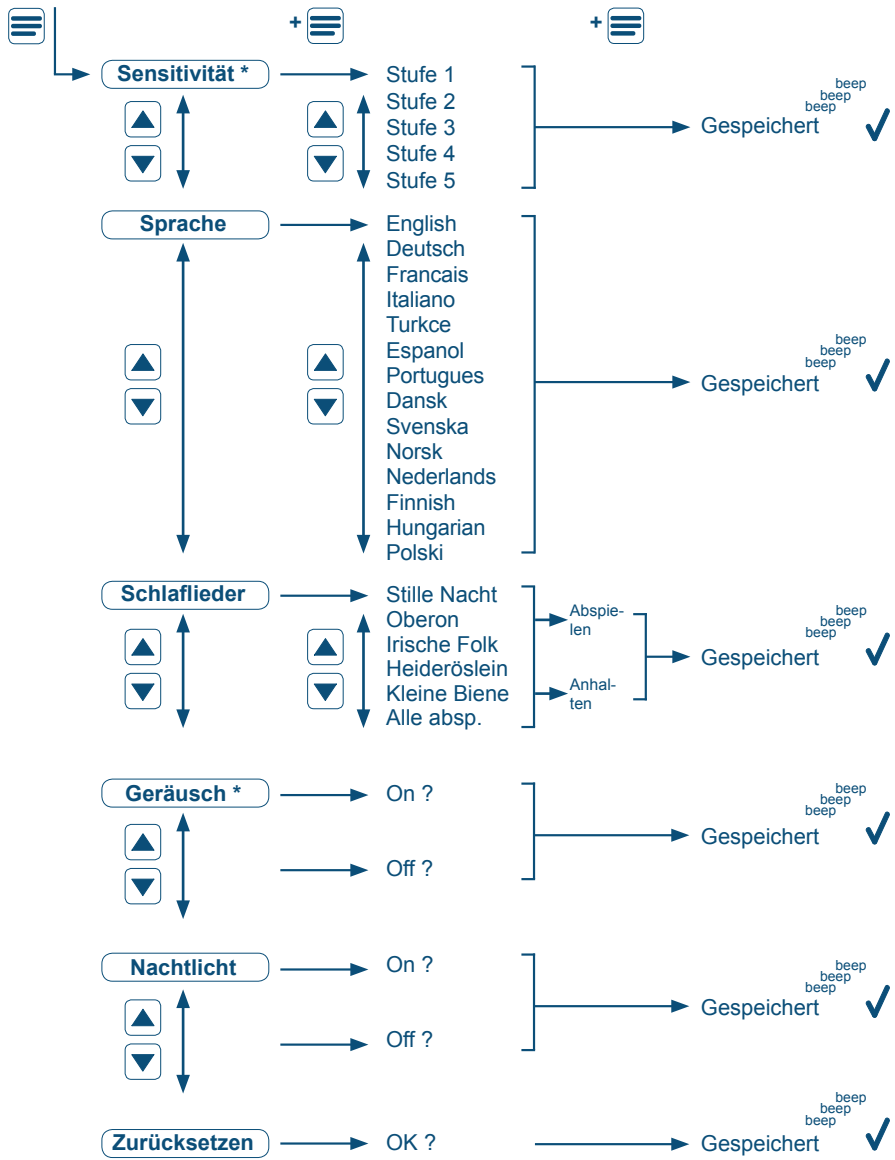 +
+
Sensitivität *
Stufe 1
Stufe 2
Stufe 3
Stufe 4
Stufe 5
Gespeichert
beep
beep
beep
Sprache
English
Deutsch
Francais
Italiano
Turkce
Espanol
Portugues
Dansk
Svenska
Norsk
Nederlands
Finnish
Hungarian
Polski
Gespeichert
beep
beep
beep
Schlaflieder
Stille Nacht
Oberon
Irische Folk
Heideröslein
Kleine Biene
Alle absp.
Abspie-
len
Anhal-
ten
Gespeichert
beep
beep
beep
Geräusch *
On ?
Off ?
Gespeichert
beep
beep
beep
Nachtlicht
On ?
Off ?
Gespeichert
beep
beep
beep
Zurücksetzen
OK ?
Gespeichert
beep
beep
beep